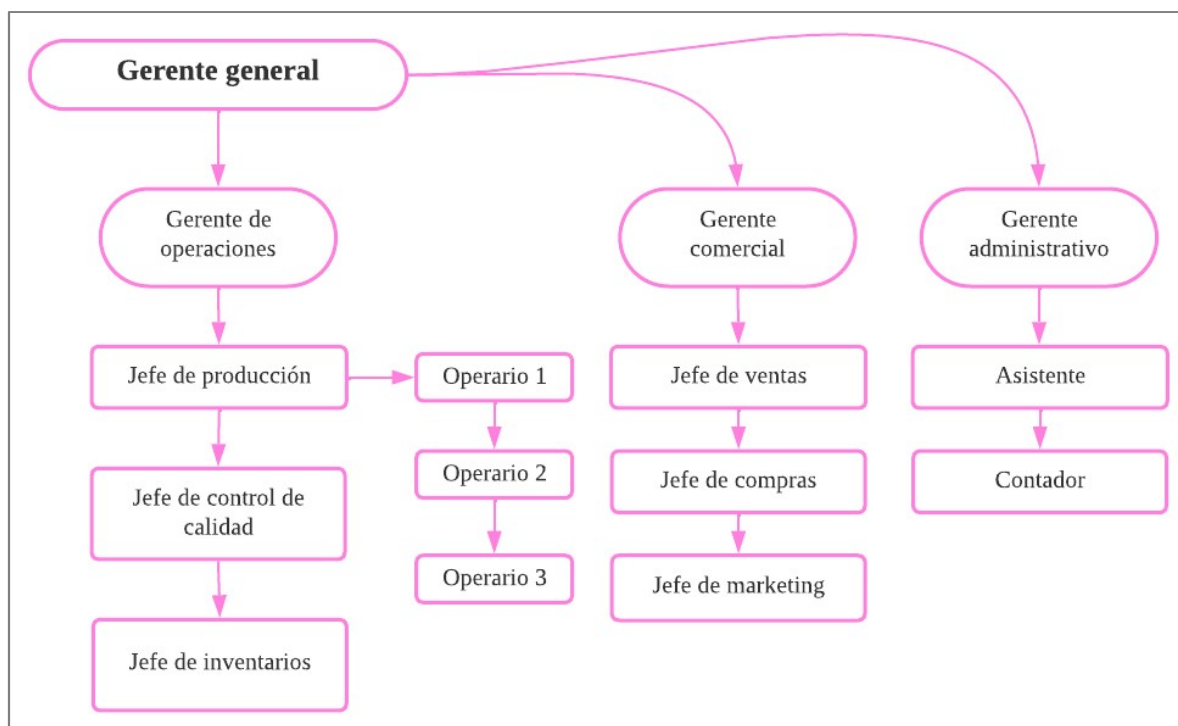 Gerente general
Gerente de
operaciones
Gerente
comercial
Gerente
administrativo
Jefe de producción
Operario 1
Jefe de ventas
Asistente
Jefe de control de
calidad
Operario 2
Jefe de compras
Contador
Operario 3
Jefe de marketing
Jefe de inventarios